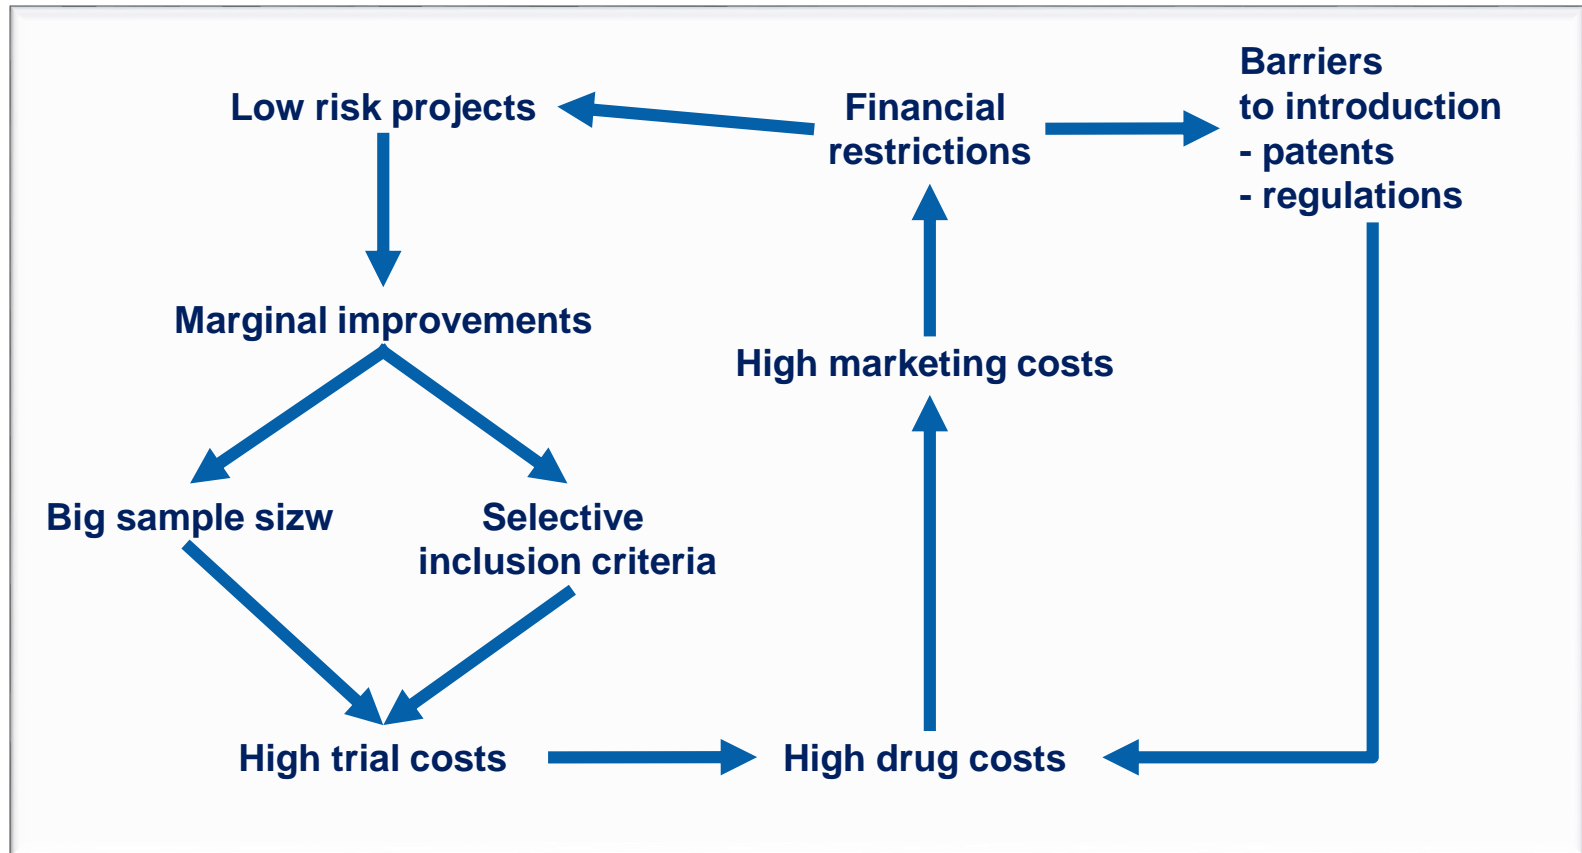 Low risk projects
Financial
restrictions
Barriers
to introduction
- patents
- regulations
Marginal improvements
High marketing costs
Big sample sizw
Selective
inclusion criteria
High trial costs
High drug costs